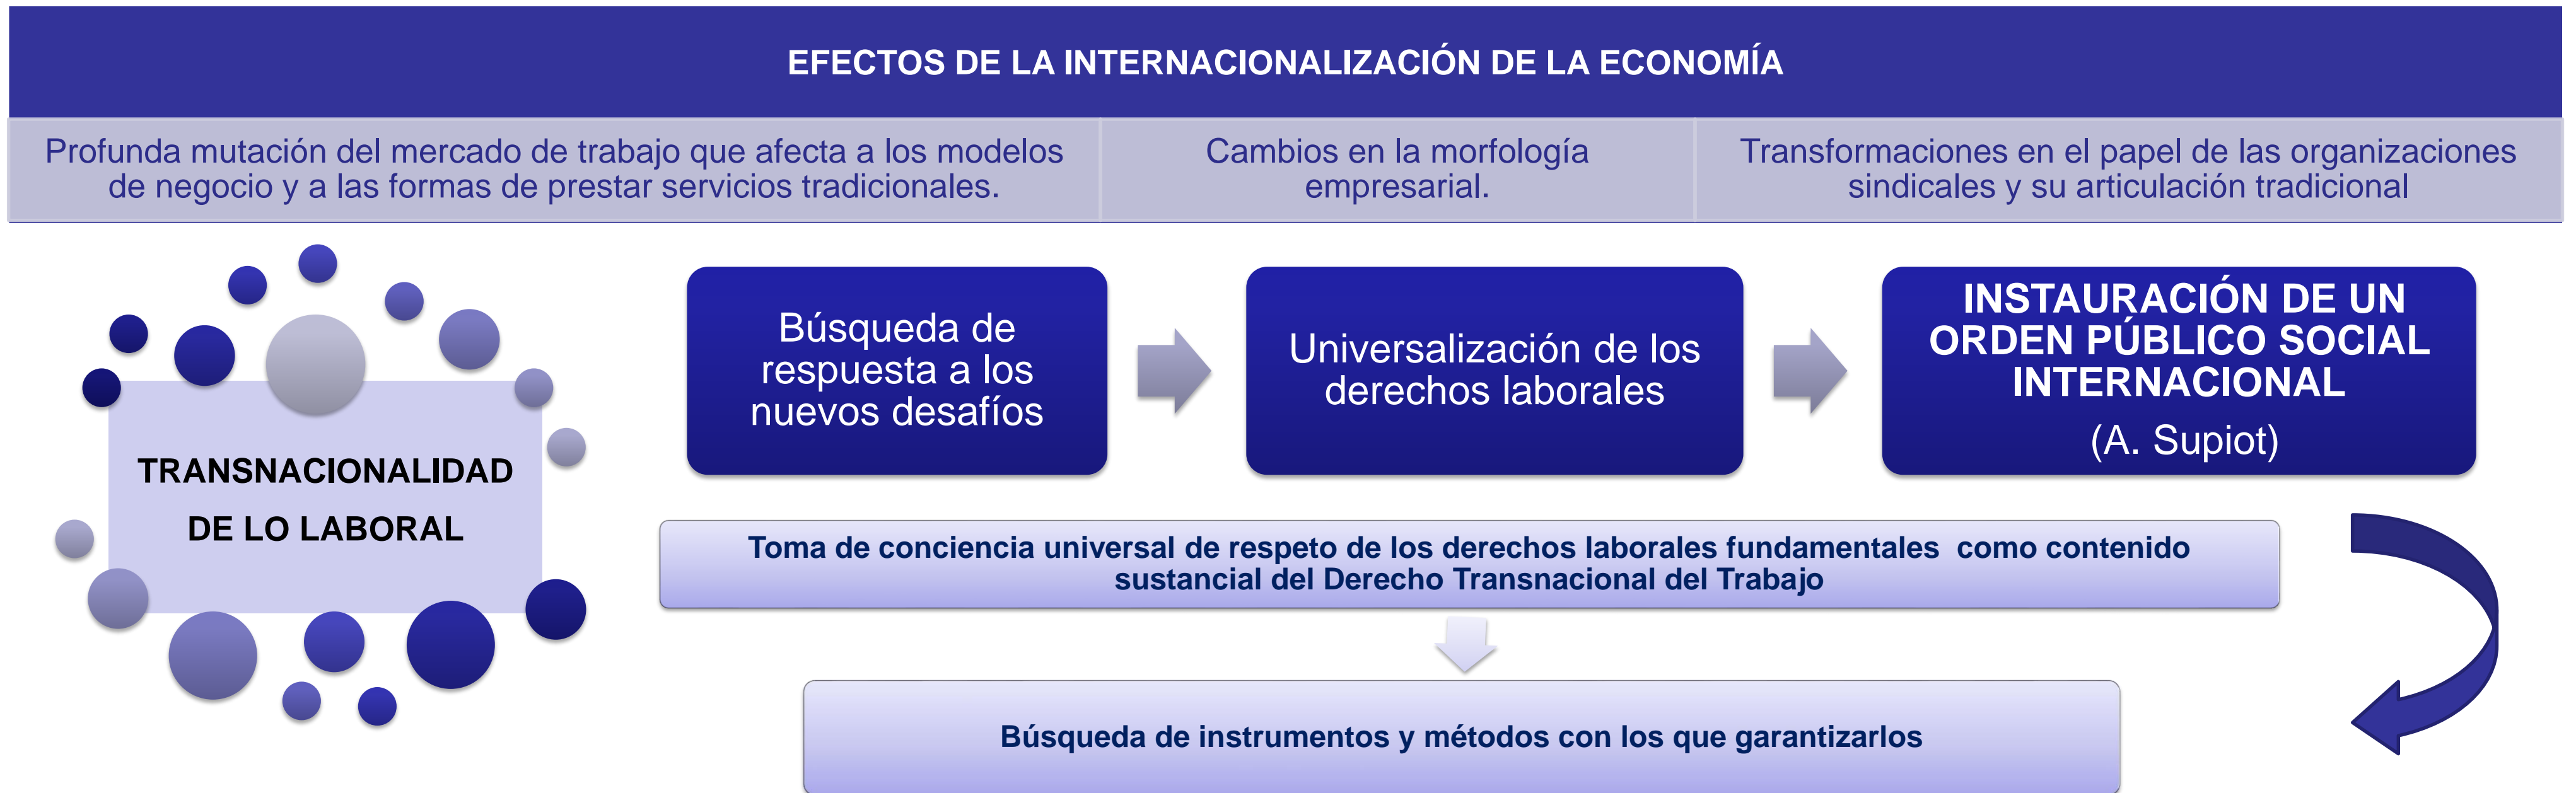 EFECTOS DE LA INTERNACIONALIZACIÓN DE LA ECONOMÍA
Profunda mutación del mercado de trabajo que afecta a los modelos
de negocio y a las formas de prestar servicios tradicionales.
Cambios en la morfología
empresarial.
Transformaciones en el papel de las organizaciones
sindicales y su articulación tradicional
TRANSNACIONALIDAD
DE LO LABORAL
Búsqueda de
respuesta a los
nuevos desafíos
Universalización de los
derechos laborales
INSTAURACIÓN DE UN
ORDEN PÚBLICO SOCIAL
INTERNACIONAL
(A. Supiot)
Toma de conciencia universal de respeto de los derechos laborales fundamentales como contenido
sustancial del Derecho Transnacional del Trabajo
Búsqueda de instrumentos y métodos con los que garantizarlos